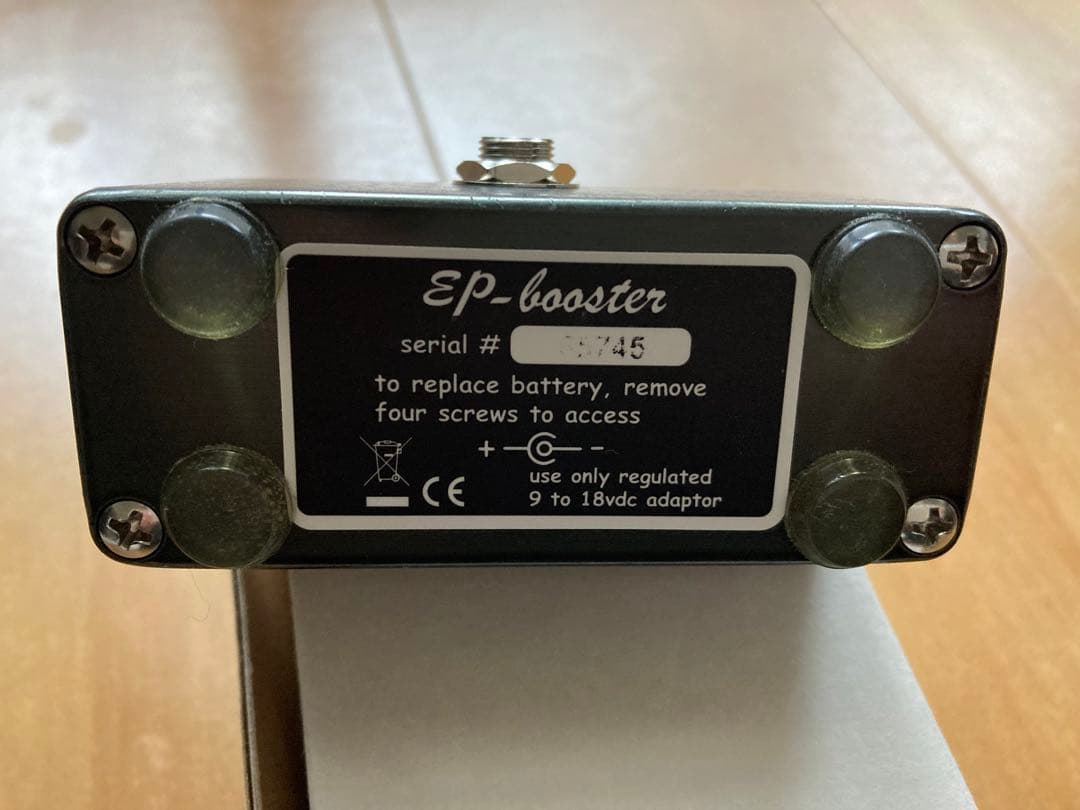 EP-booster
serial #
to replace battery, remove
four screws to access
+ -
CE
use only regulated
9 to 18vdc adaptor